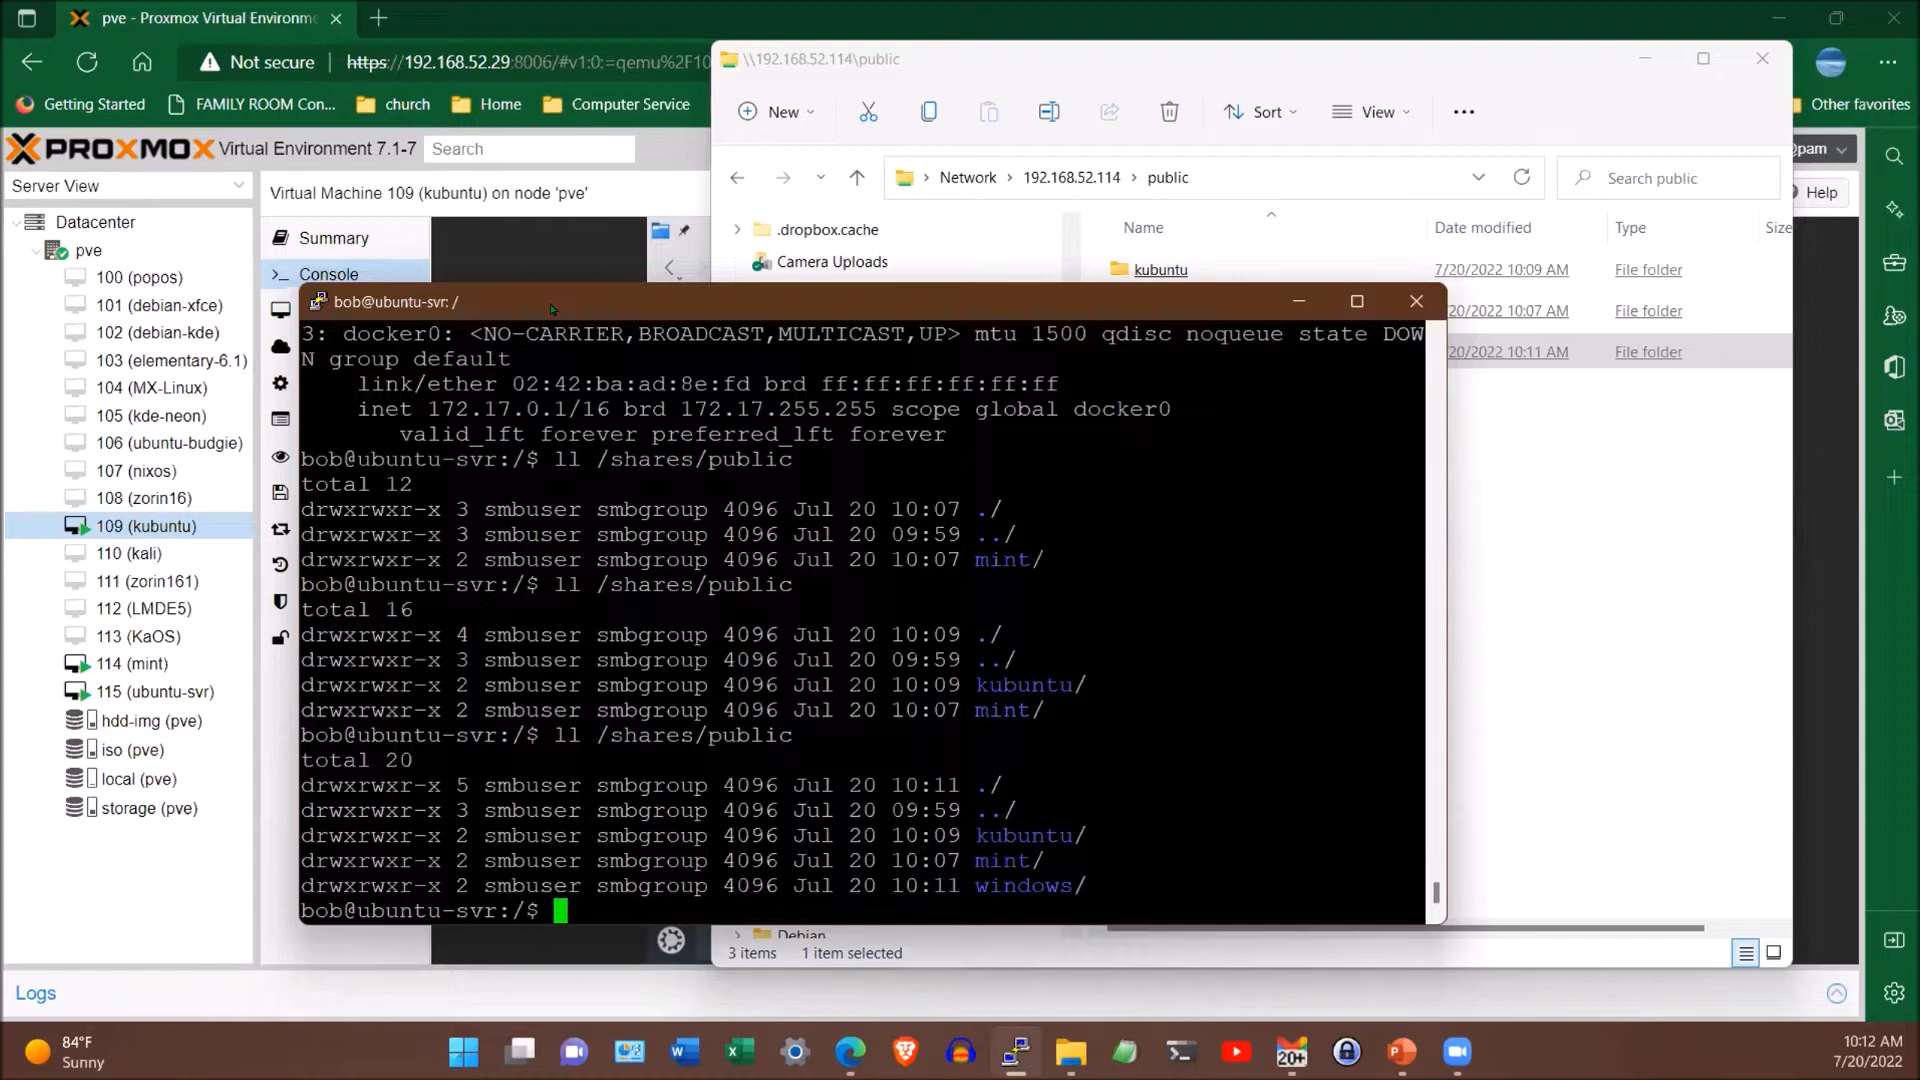 pve - Proxmox Virtual Environme
Not secure
https://192.168.52.29:8006/#v1:0:=qemu%2F10
Getting Started
FAMILY ROOM Con...
church
Home
Computer Service
Other favorites
PROXMOX Virtual Environment 7.1-7
Search
@pam
Server View
Virtual Machine 109 (kubuntu) on node 'pve'
Help
Datacenter
pve
100 (popos)
101 (debian-xfce)
102 (debian-kde)
103 (elementary-6.1)
104 (MX-Linux)
105 (kde-neon)
106 (ubuntu-budgie)
107 (nixos)
108 (zorin16)
109 (kubuntu)
110 (kali)
111 (zorin161)
112 (LMDE5)
113 (KaOS)
114 (mint)
115 (ubuntu-svr)
hdd-img (pve)
iso (pve)
local (pve)
storage (pve)
Summary
Console
\\192.168.52.114\public
New
Sort
View
Network
192.168.52.114
public
Search public
.dropbox.cache
Camera Uploads
Name
Date modified
Type
Size
kubuntu
7/20/2022 10:09 AM
File folder
/20/2022 10:07 AM
File folder
/20/2022 10:11 AM
File folder
bob@ubuntu-svr: /
3: docker0: <NO-CARRIER,BROADCAST,MULTICAST,UP> mtu 1500 qdisc noqueue state DOW
N group default
link/ether 02:42:ba:ad:8e:fd brd ff:ff:ff:ff:ff:ff
inet 172.17.0.1/16 brd 172.17.255.255 scope global docker0
valid_lft forever preferred_lft forever
bob@ubuntu-svr:/$ ll /shares/public
total 12
drwxrwxr-x 3 smbuser smbgroup 4096 Jul 20 10:07 ./
drwxrwxr-x 3 smbuser smbgroup 4096 Jul 20 09:59 ../
drwxrwxr-x 2 smbuser smbgroup 4096 Jul 20 10:07 mint/
bob@ubuntu-svr:/$ ll /shares/public
total 16
drwxrwxr-x 4 smbuser smbgroup 4096 Jul 20 10:09 ./
drwxrwxr-x 3 smbuser smbgroup 4096 Jul 20 09:59 ../
drwxrwxr-x 2 smbuser smbgroup 4096 Jul 20 10:09 kubuntu/
drwxrwxr-x 2 smbuser smbgroup 4096 Jul 20 10:07 mint/
bob@ubuntu-svr:/$ ll /shares/public
total 20
drwxrwxr-x 5 smbuser smbgroup 4096 Jul 20 10:11 ./
drwxrwxr-x 3 smbuser smbgroup 4096 Jul 20 09:59 ../
drwxrwxr-x 2 smbuser smbgroup 4096 Jul 20 10:09 kubuntu/
drwxrwxr-x 2 smbuser smbgroup 4096 Jul 20 10:07 mint/
drwxrwxr-x 2 smbuser smbgroup 4096 Jul 20 10:11 windows/
bob@ubuntu-svr:/$
Debian
3 items
1 item selected
Logs
84°F
Sunny
20+
10:12 AM
7/20/2022